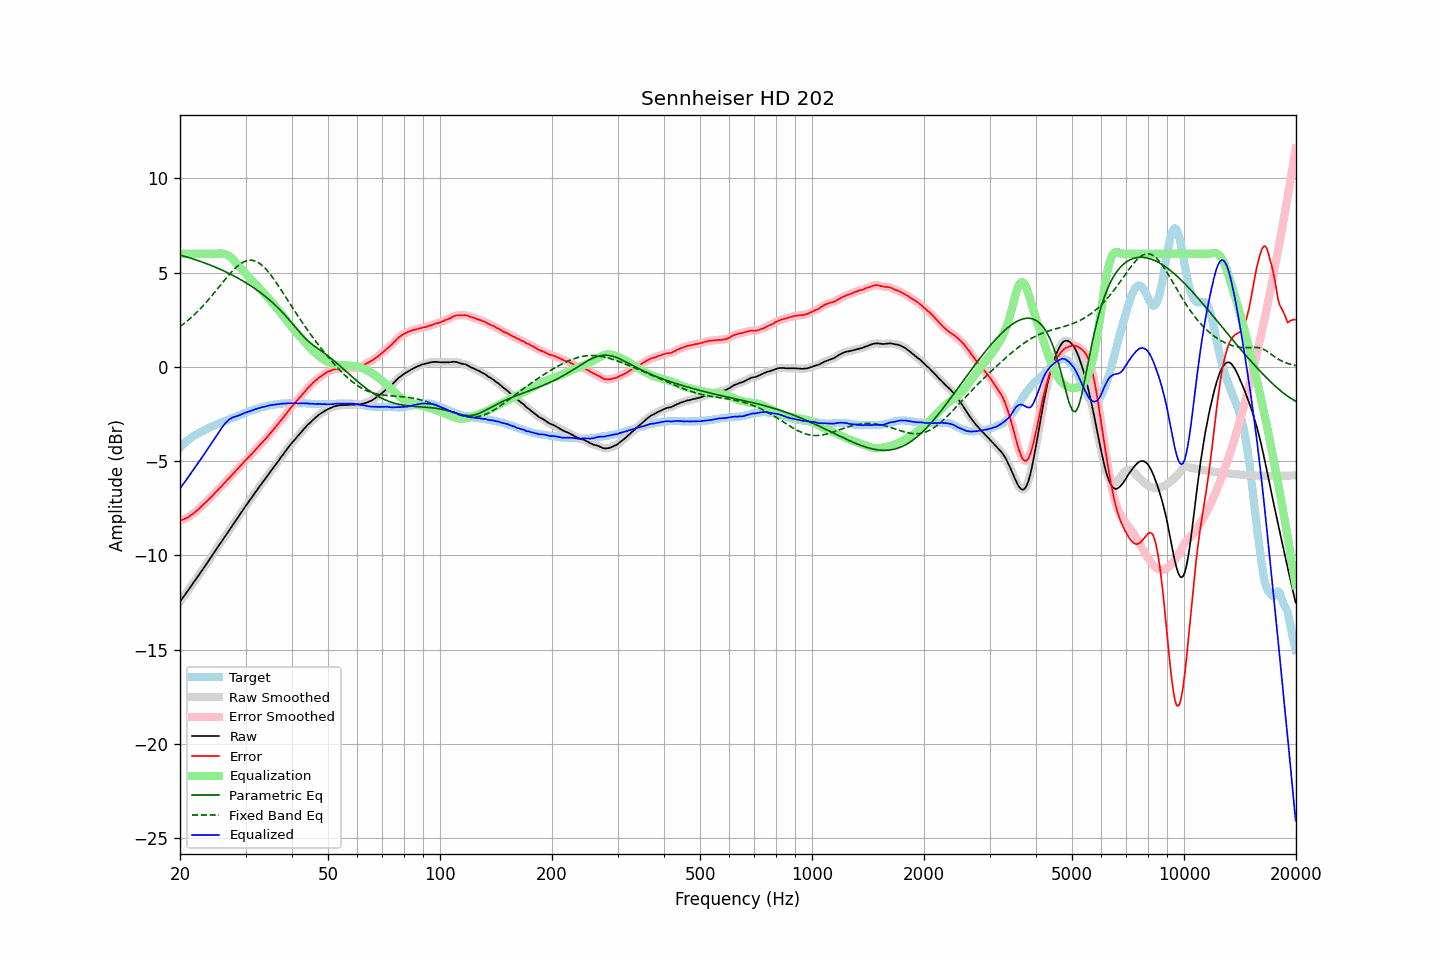 Sennheiser HD 202
Amplitude (dBr)
10
5
0
−5
−10
−15
−20
−25
Target
Raw Smoothed
Error Smoothed
Raw
Error
Equalization
Parametric Eq
Fixed Band Eq
Equalized
20 50 100 200 500 1000 2000 5000 10000 20000
Frequency (Hz)